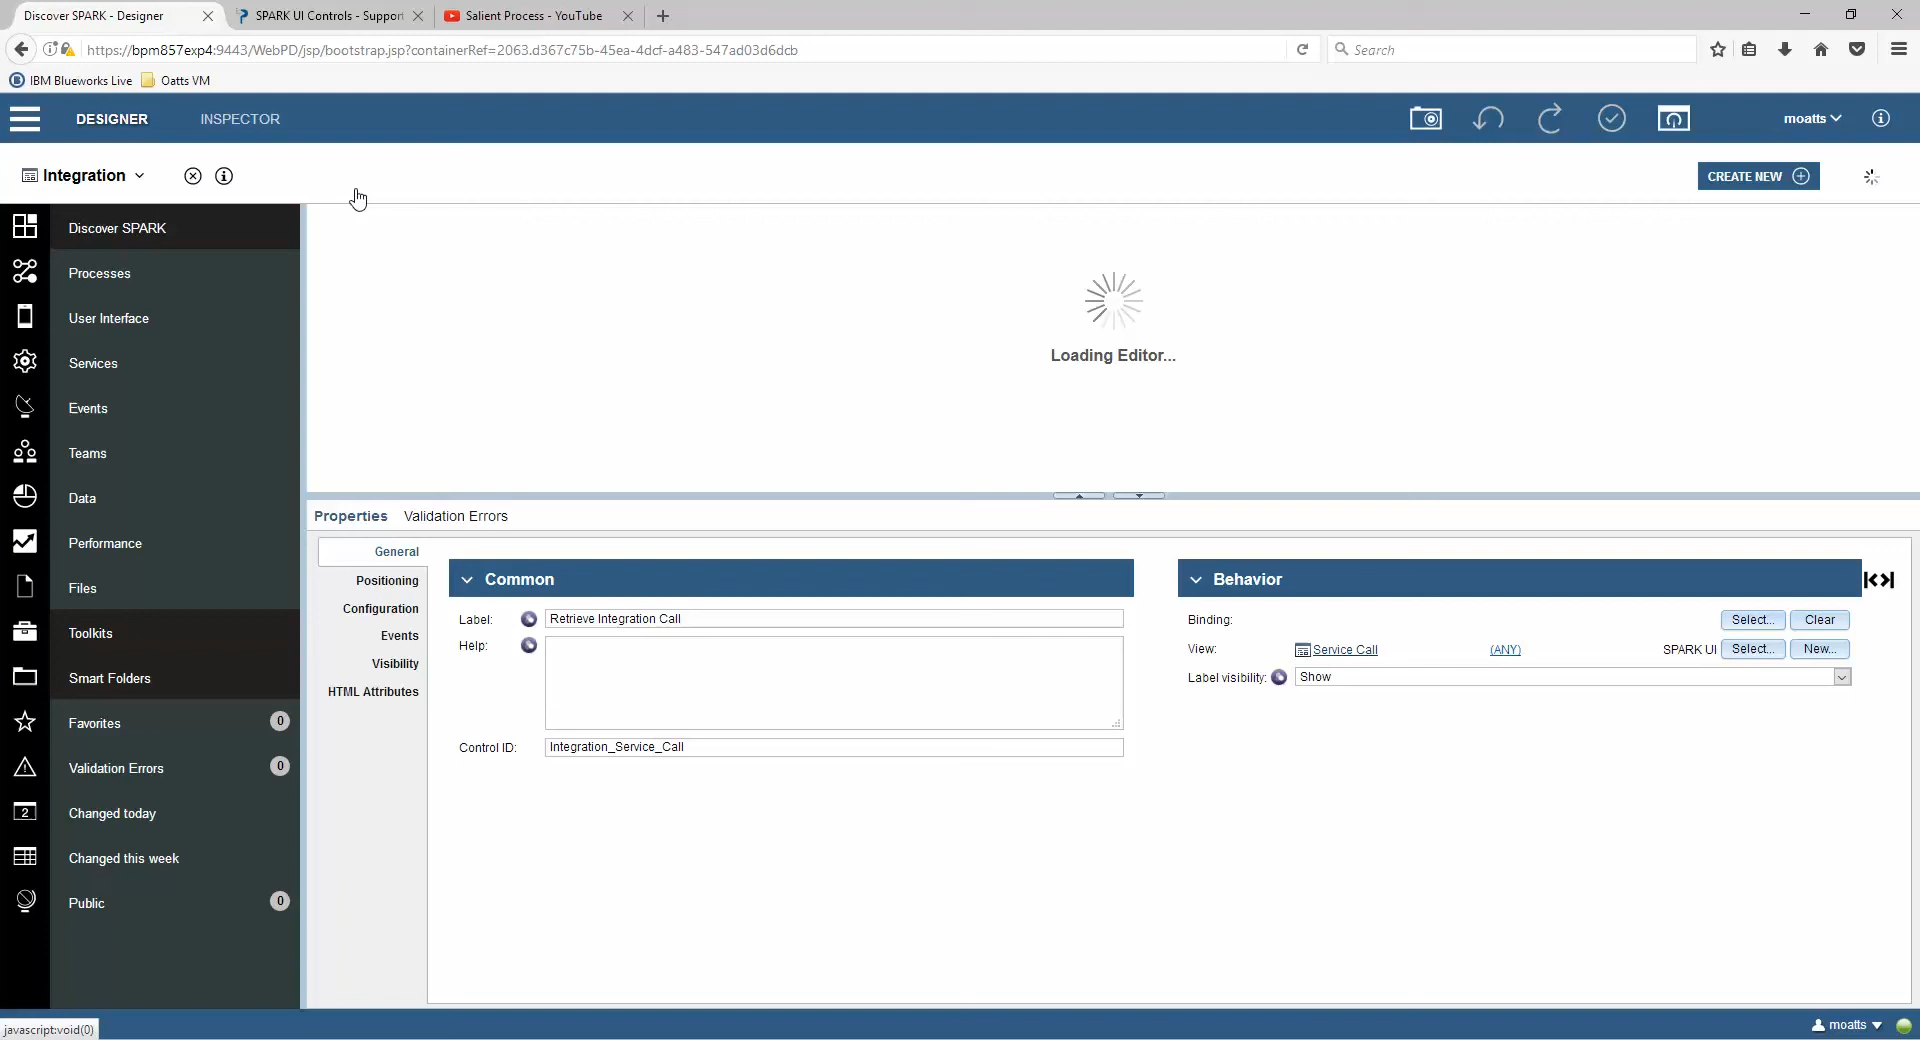 Discover SPARK - Designer
SPARK UI Controls - Support
Salient Process - YouTube
https://bpm857exp4:9443/WebPD/jsp/bootstrap.jsp?containerRef=2063.d367c75b-45ea-4dcf-a483-547ad03d6dcb
Search
IBM Blueworks Live
Oatts VM
DESIGNER
INSPECTOR
moatts
Integration
CREATE NEW
Discover SPARK
Processes
User Interface
Services
Events
Teams
Data
Performance
Files
Toolkits
Smart Folders
Favorites 0
Validation Errors 0
2
Changed today
Changed this week
Public 0
Loading Editor...
Properties
Validation Errors
General
Positioning
Configuration
Events
Visibility
HTML Attributes
Common
Label: Retrieve Integration Call
Help:
Control ID: Integration_Service_Call
Behavior
Binding: Select... Clear
View: Service Call (ANY) SPARK UI Select... New...
Label visibility: Show
javascript:void(0)
moatts